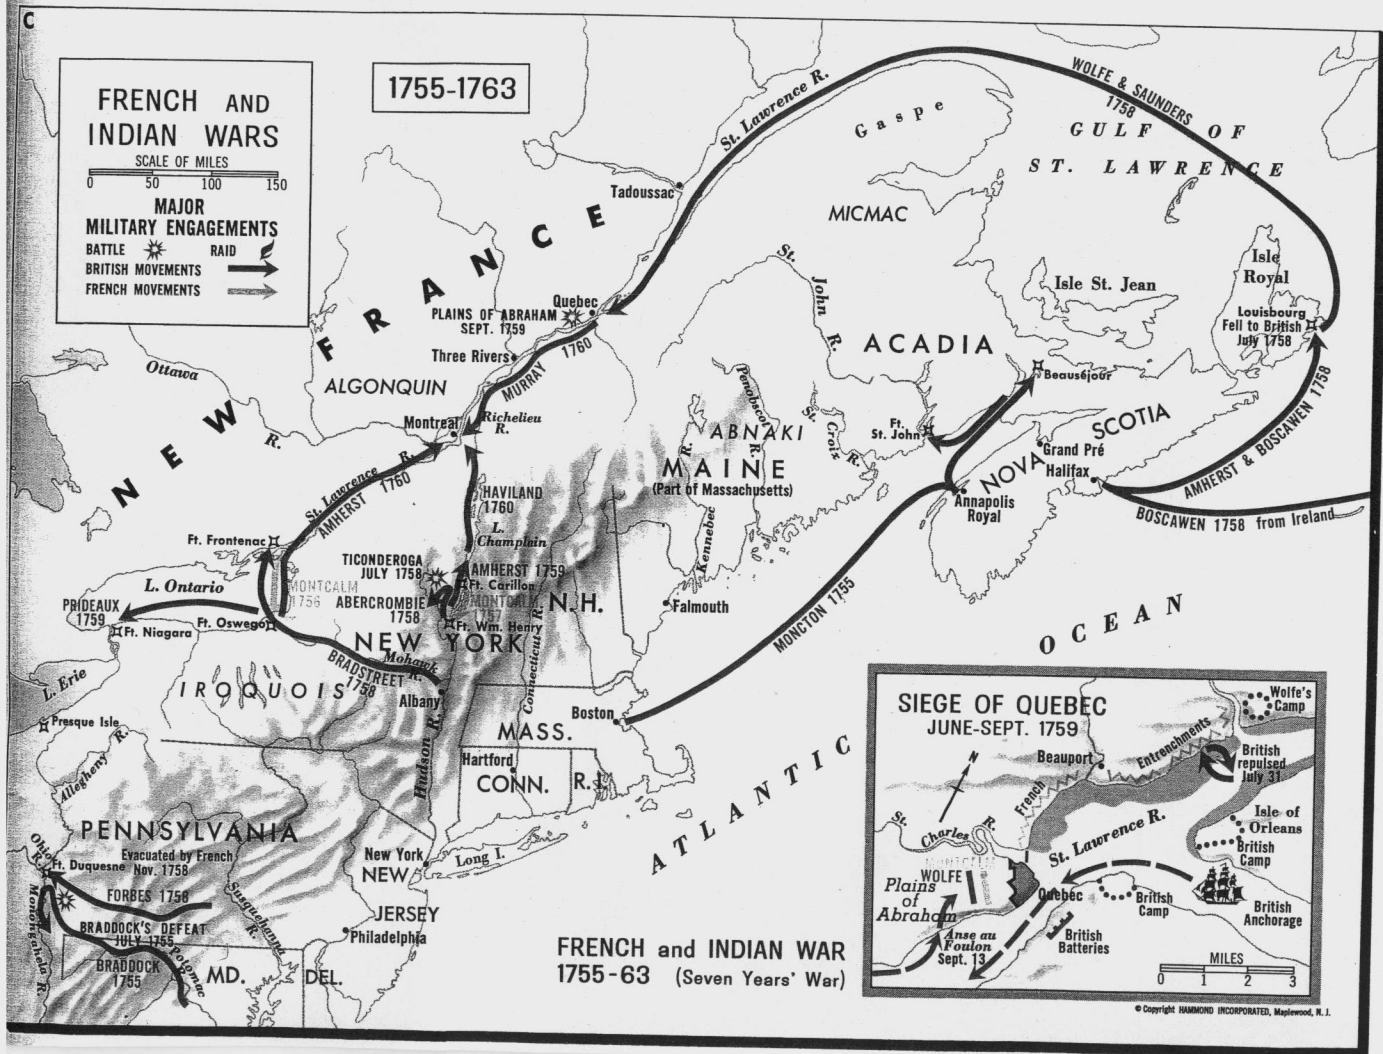 C
FRENCH AND
INDIAN WARS
SCALE OF MILES
0 50 100 150
MAJOR
MILITARY ENGAGEMENTS
BATTLE RAID
BRITISH MOVEMENTS
FRENCH MOVEMENTS
1755-1763
St. Lawrence R.
WOLFE & SAUNDERS
1758
Gaspe
GULF OF
ST. LAWRENCE
Tadoussac
MICMAC
NEW FRANCE
St. John R.
Isle
Royal
Isle St. Jean
Quebec
PLAINS OF ABRAHAM
SEPT. 1759
Louisbourg
Fell to British
July 1758
ACADIA
Three Rivers
MURRAY 1760
Ottawa R.
ALGONQUIN
Beauséjour
Penobscot R.
St. Croix R.
Montreal
Richelieu
R.
ABNAKI
Ft.
St. John
NOVA SCOTIA
Grand Pré
Halifax
MAINE
(Part of Massachusetts)
AMHERST & BOSCAWEN 1758
St. Lawrence R.
AMHERST 1760
HAVILAND
1760
Annapolis
Royal
BOSCAWEN 1758 from Ireland
Kennebec R.
Ft. Frontenac
L.
Champlain
TICONDEROGA
JULY 1758
AMHERST 1759
Ft. Carillon
L. Ontario
MONTCALM
1756
ABERCROMBIE
1758
MONTCALM
1757
N.H.
Falmouth
MONCTON 1755
PRIDEAUX
1759
Ft. Niagara
Ft. Oswego
Ft. Wm. Henry
NEW YORK
Mohawk R.
BRADSTREET
1758
Connecticut R.
L. Erie
IROQUOIS
Albany
Presque Isle
Boston
MASS.
Allegheny R.
Hudson R.
Hartford
CONN.
R.I.
ATLANTIC OCEAN
PENNSYLVANIA
Ohio R.
Evacuated by French
Nov. 1758
Ft. Duquesne
New York
Long I.
NEW
JERSEY
FORBES 1758
Susquehanna R.
Monongahela R.
BRADDOCK'S DEFEAT
JULY 1755
Philadelphia
BRADDOCK
1755
Potomac
MD.
DEL.
FRENCH and INDIAN WAR
1755-63 (Seven Years' War)
SIEGE OF QUEBEC
JUNE-SEPT. 1759
Wolfe's
Camp
Beauport
French Entrenchments
British
repulsed
July 31
N
St. Charles R.
St. Lawrence R.
Isle of
Orleans
British
Camp
MONTCALM
WOLFE
Plains
of
Abraham
Quebec
British
Camp
British
Anchorage
Anse au
Foulon
Sept. 13
British
Batteries
MILES
0 1 2 3
© Copyright HAMMOND INCORPORATED, Maplewood, N. J.